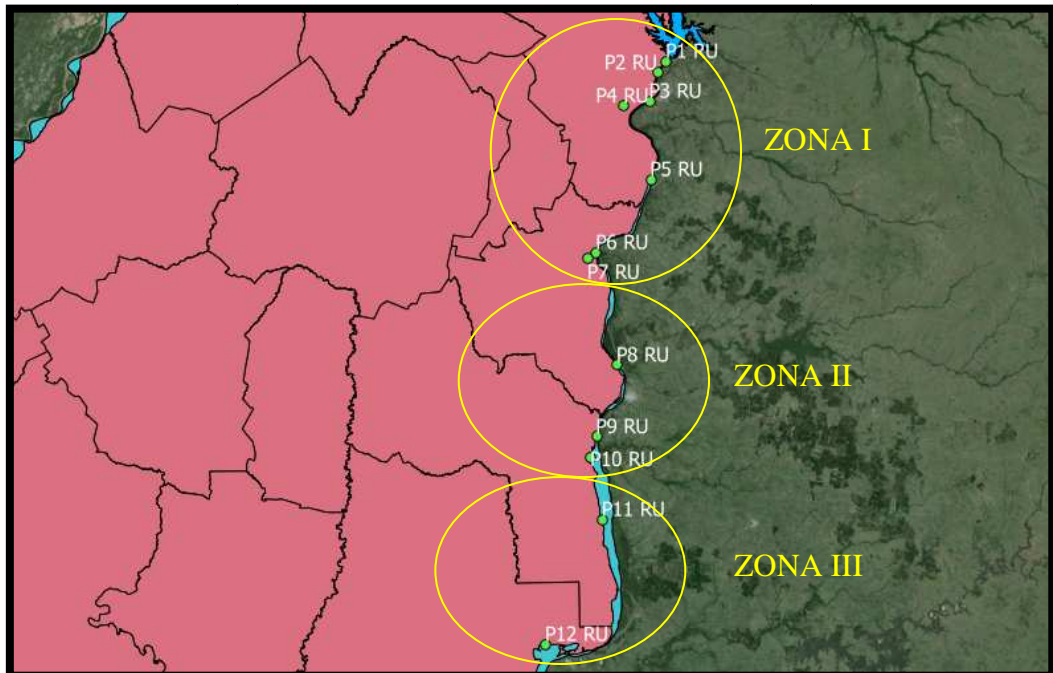 P1 RU
P2 RU
P3 RU
P4 RU
ZONA I
P5 RU
P6 RU
P7 RU
P8 RU
ZONA II
P9 RU
P10 RU
P11 RU
ZONA III
P12 RU